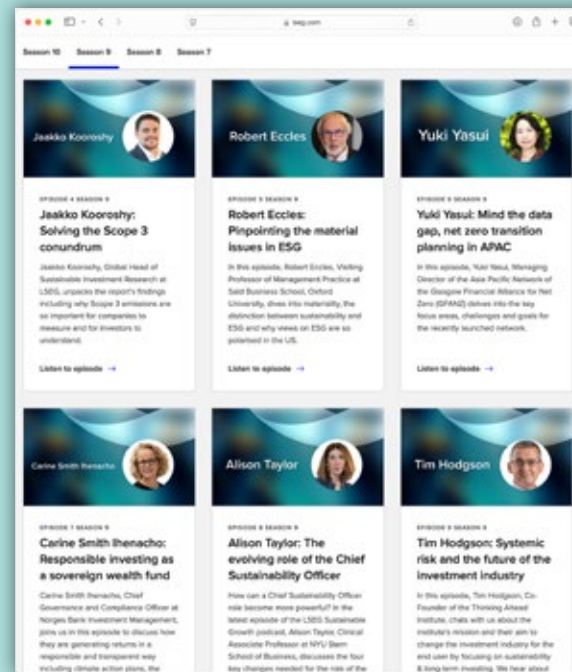 lseg.com
Season 10
Season 9
Season 8
Season 7
Jaakko Kooroshy
EPISODE 4 SEASON 9
Jaakko Kooroshy:
Solving the Scope 3
conundrum
Jaakko Kooroshy, Global Head of
Sustainable Investment Research at
LSEG, unpacks the report's findings
including why Scope 3 emissions are
so important for companies to
measure and for investors to
understand.
Listen to episode →
Robert Eccles
EPISODE 5 SEASON 9
Robert Eccles:
Pinpointing the material
issues in ESG
In this episode, Robert Eccles, Visiting
Professor of Management Practice at
Said Business School, Oxford
University, dives into materiality, the
distinction between sustainability and
ESG and why views on ESG are so
polarised in the US.
Listen to episode →
Yuki Yasui
EPISODE 6 SEASON 9
Yuki Yasui: Mind the data
gap, net zero transition
planning in APAC
In this episode, Yuki Yasui, Managing
Director of the Asia Pacific Network of
the Glasgow Financial Alliance for Net
Zero (GFANZ) delves into the key
focus areas, challenges and goals for
the recently launched network.
Listen to episode →
Carine Smith Ihenacho
EPISODE 7 SEASON 9
Carine Smith Ihenacho:
Responsible investing as
a sovereign wealth fund
Carine Smith Ihenacho, Chief
Governance and Compliance Officer at
Norges Bank Investment Management,
joins us in this episode to discuss how
they are generating returns in a
responsible and transparent way
including climate action plans, the
Alison Taylor
EPISODE 8 SEASON 9
Alison Taylor: The
evolving role of the Chief
Sustainability Officer
How can a Chief Sustainability Officer
role become more powerful? In the
latest episode of the LSEG Sustainable
Growth podcast, Alison Taylor, Clinical
Associate Professor at NYU Stern
School of Business, discusses the four
key changes needed for the role of the
Tim Hodgson
EPISODE 9 SEASON 9
Tim Hodgson: Systemic
risk and the future of the
investment industry
In this episode, Tim Hodgson, Co-
Founder of the Thinking Ahead
Institute, chats with us about the
institute's mission and their aim to
change the investment industry for the
end user by focusing on sustainability
& long-term investing. We hear about